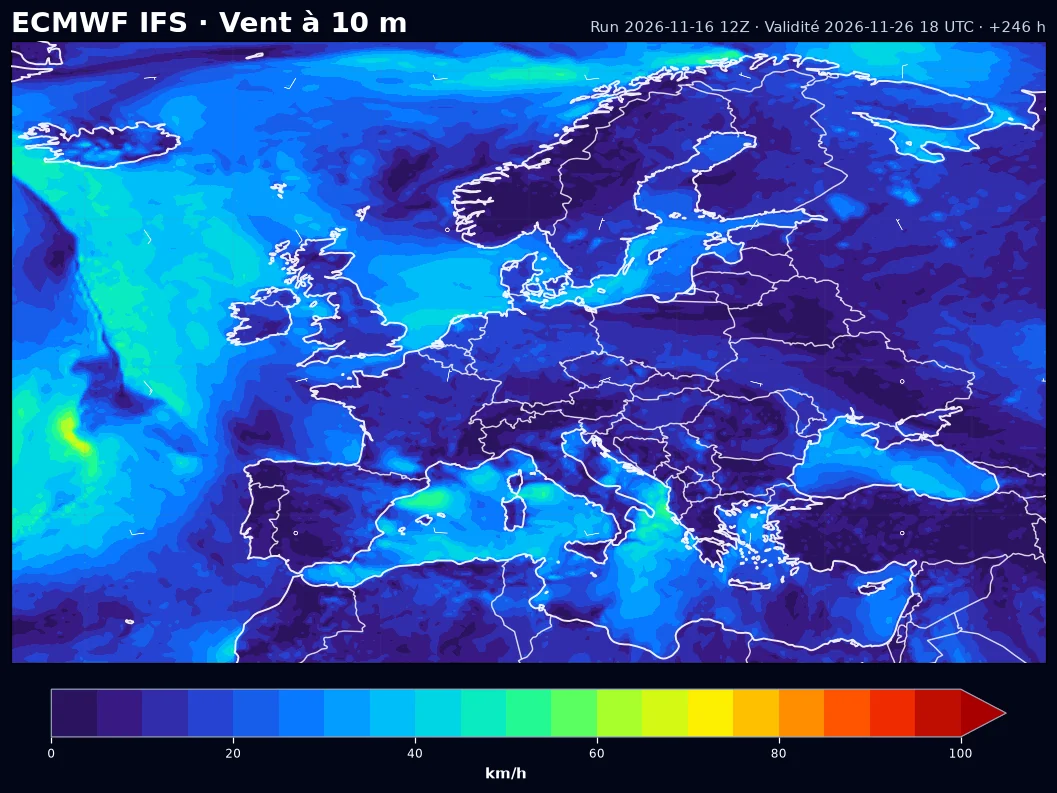 ECMWF IFS · Vent à 10 m
Run 2026-11-16 12Z · Validité 2026-11-26 18 UTC · +246 h
0 20 40 60 80 100
km/h